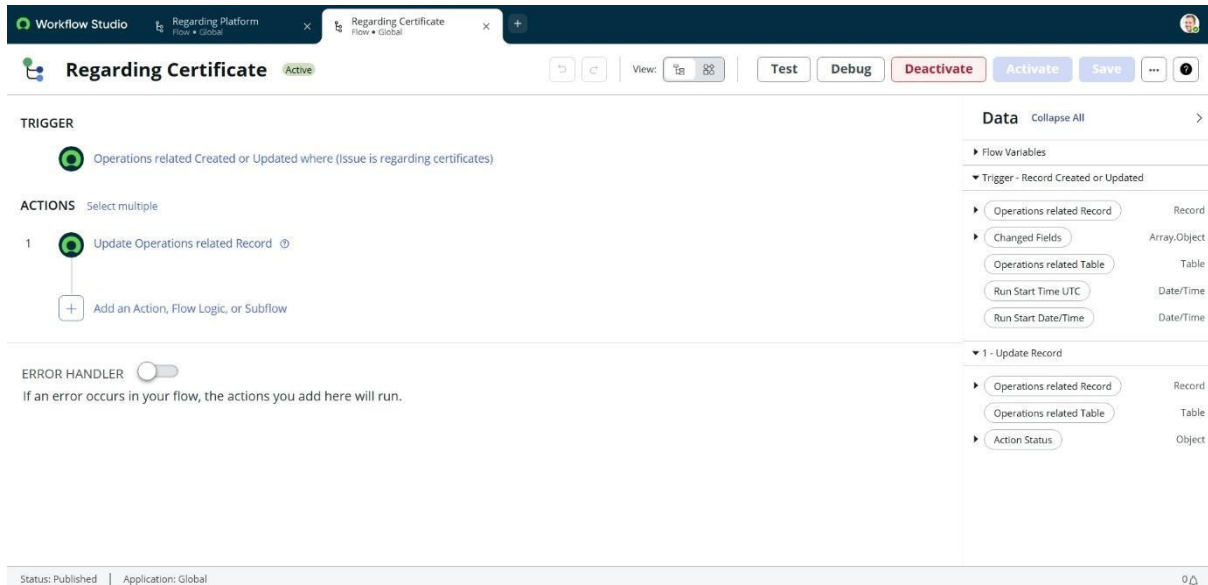 Workflow Studio
Regarding Platform
Flow • Global
Regarding Certificate
Flow • Global
Regarding Certificate Active
View:
Test Debug Deactivate Activate Save ... ?
TRIGGER
Operations related Created or Updated where (Issue is regarding certificates)
ACTIONS Select multiple
1 Update Operations related Record ?
+ Add an Action, Flow Logic, or Subflow
ERROR HANDLER
If an error occurs in your flow, the actions you add here will run.
Data Collapse All
Flow Variables
Trigger - Record Created or Updated
Operations related Record Record
Changed Fields Array.Object
Operations related Table Table
Run Start Time UTC Date/Time
Run Start Date/Time Date/Time
1 - Update Record
Operations related Record Record
Operations related Table Table
Action Status Object
Status: Published | Application: Global
0